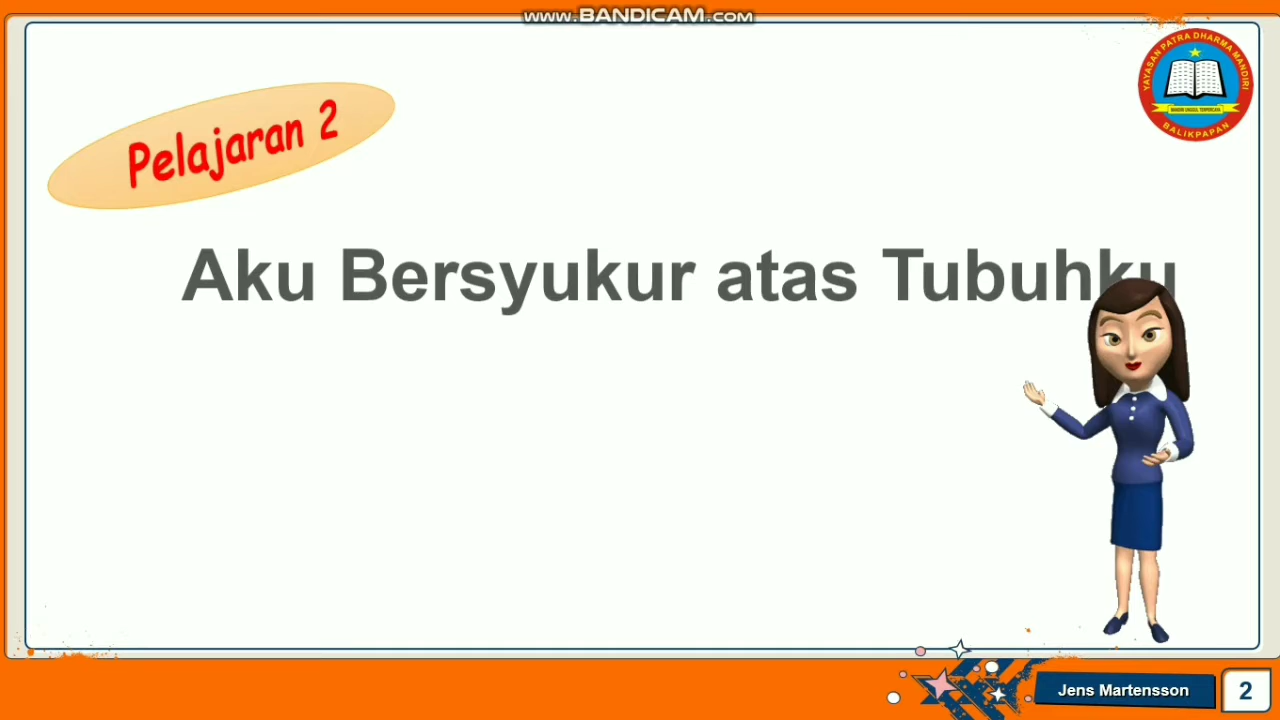 www.BANDICAM.com
YAYASAN PATRA DHARMA MANDIRI
BALIKPAPAN
Pelajaran 2
Aku Bersyukur atas Tubuhku
Jens Martensson
2